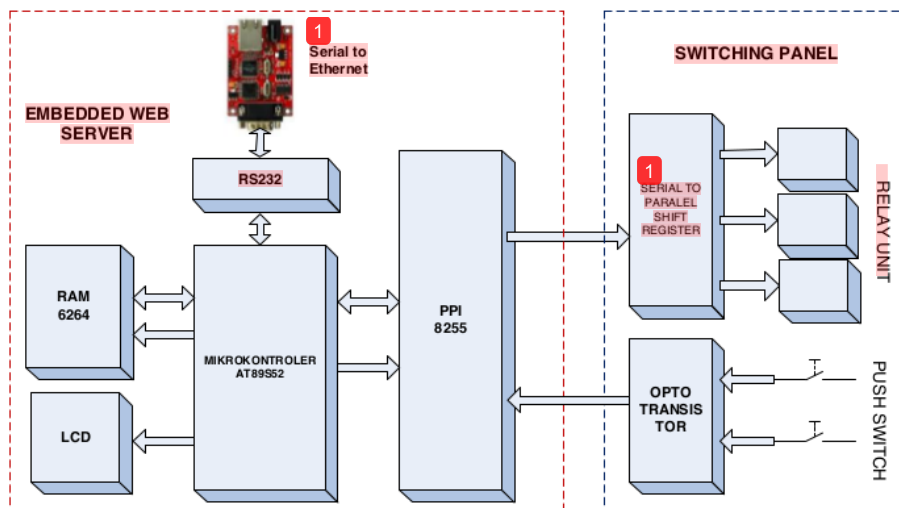 1
Serial to
Ethernet
SWITCHING PANEL
EMBEDDED WEB
SERVER
RS232
1
SERIAL TO
PARALEL
SHIFT
REGISTER
RELAY UNIT
RAM
6264
PPI
8255
MIKROKONTROLER
AT89S52
LCD
OPTO
TRANSIS
TOR
PUSH SWITCH